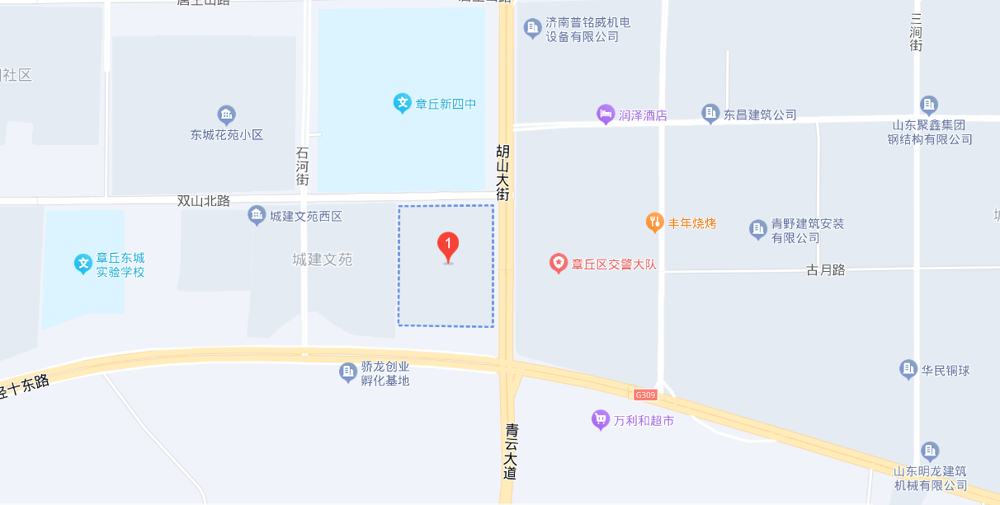 济南普铭威机电
设备有限公司
三涧街
社区
章丘新四中
润泽酒店
东昌建筑公司
东城花苑小区
山东聚鑫集团
钢结构有限公司
石河街
胡山大街
双山北路
城建文苑西区
丰年烧烤
青野建筑安装
有限公司
城
1
章丘东城
实验学校
城建文苑
章丘区交警大队
古月路
骄龙创业
孵化基地
华民铜球
经十东路
G309
万利和超市
青云大道
山东明龙建筑
机械有限公司